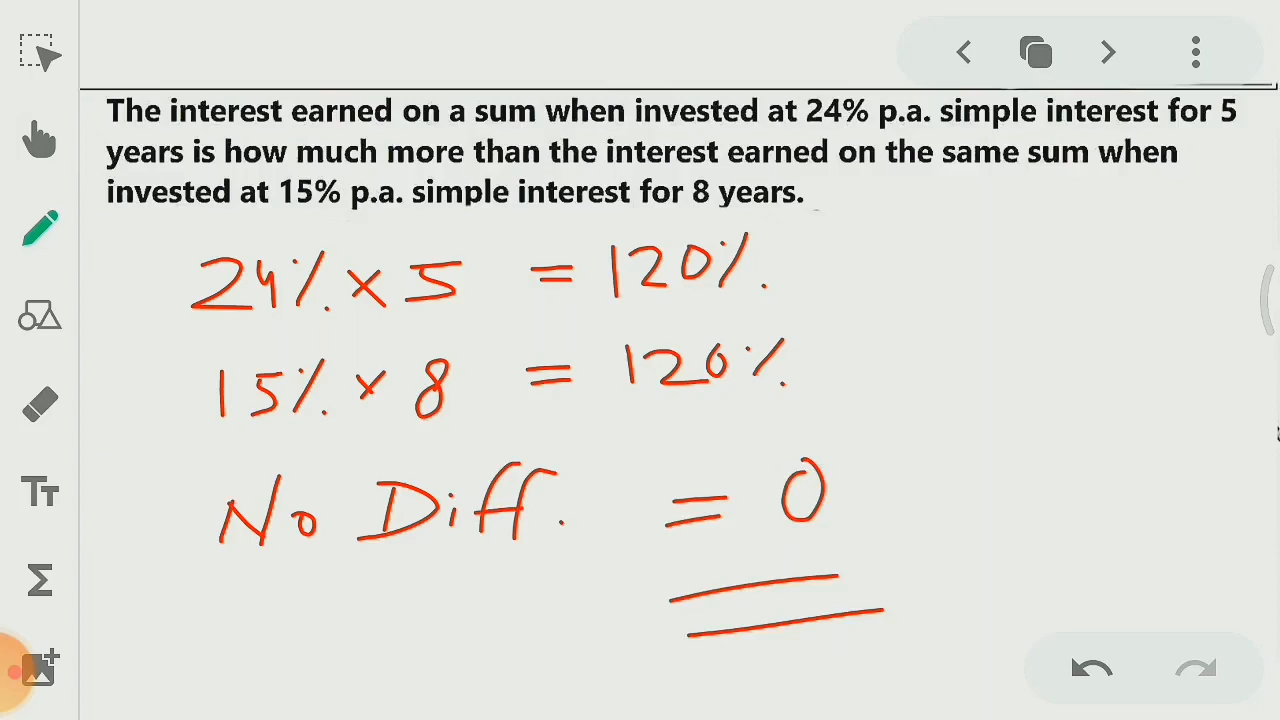 The interest earned on a sum when invested at 24% p.a. simple interest for 5
years is how much more than the interest earned on the same sum when
invested at 15% p.a. simple interest for 8 years.
24% × 5 = 120%.
15% × 8 = 120%
No Diff. = 0
TT
Σ